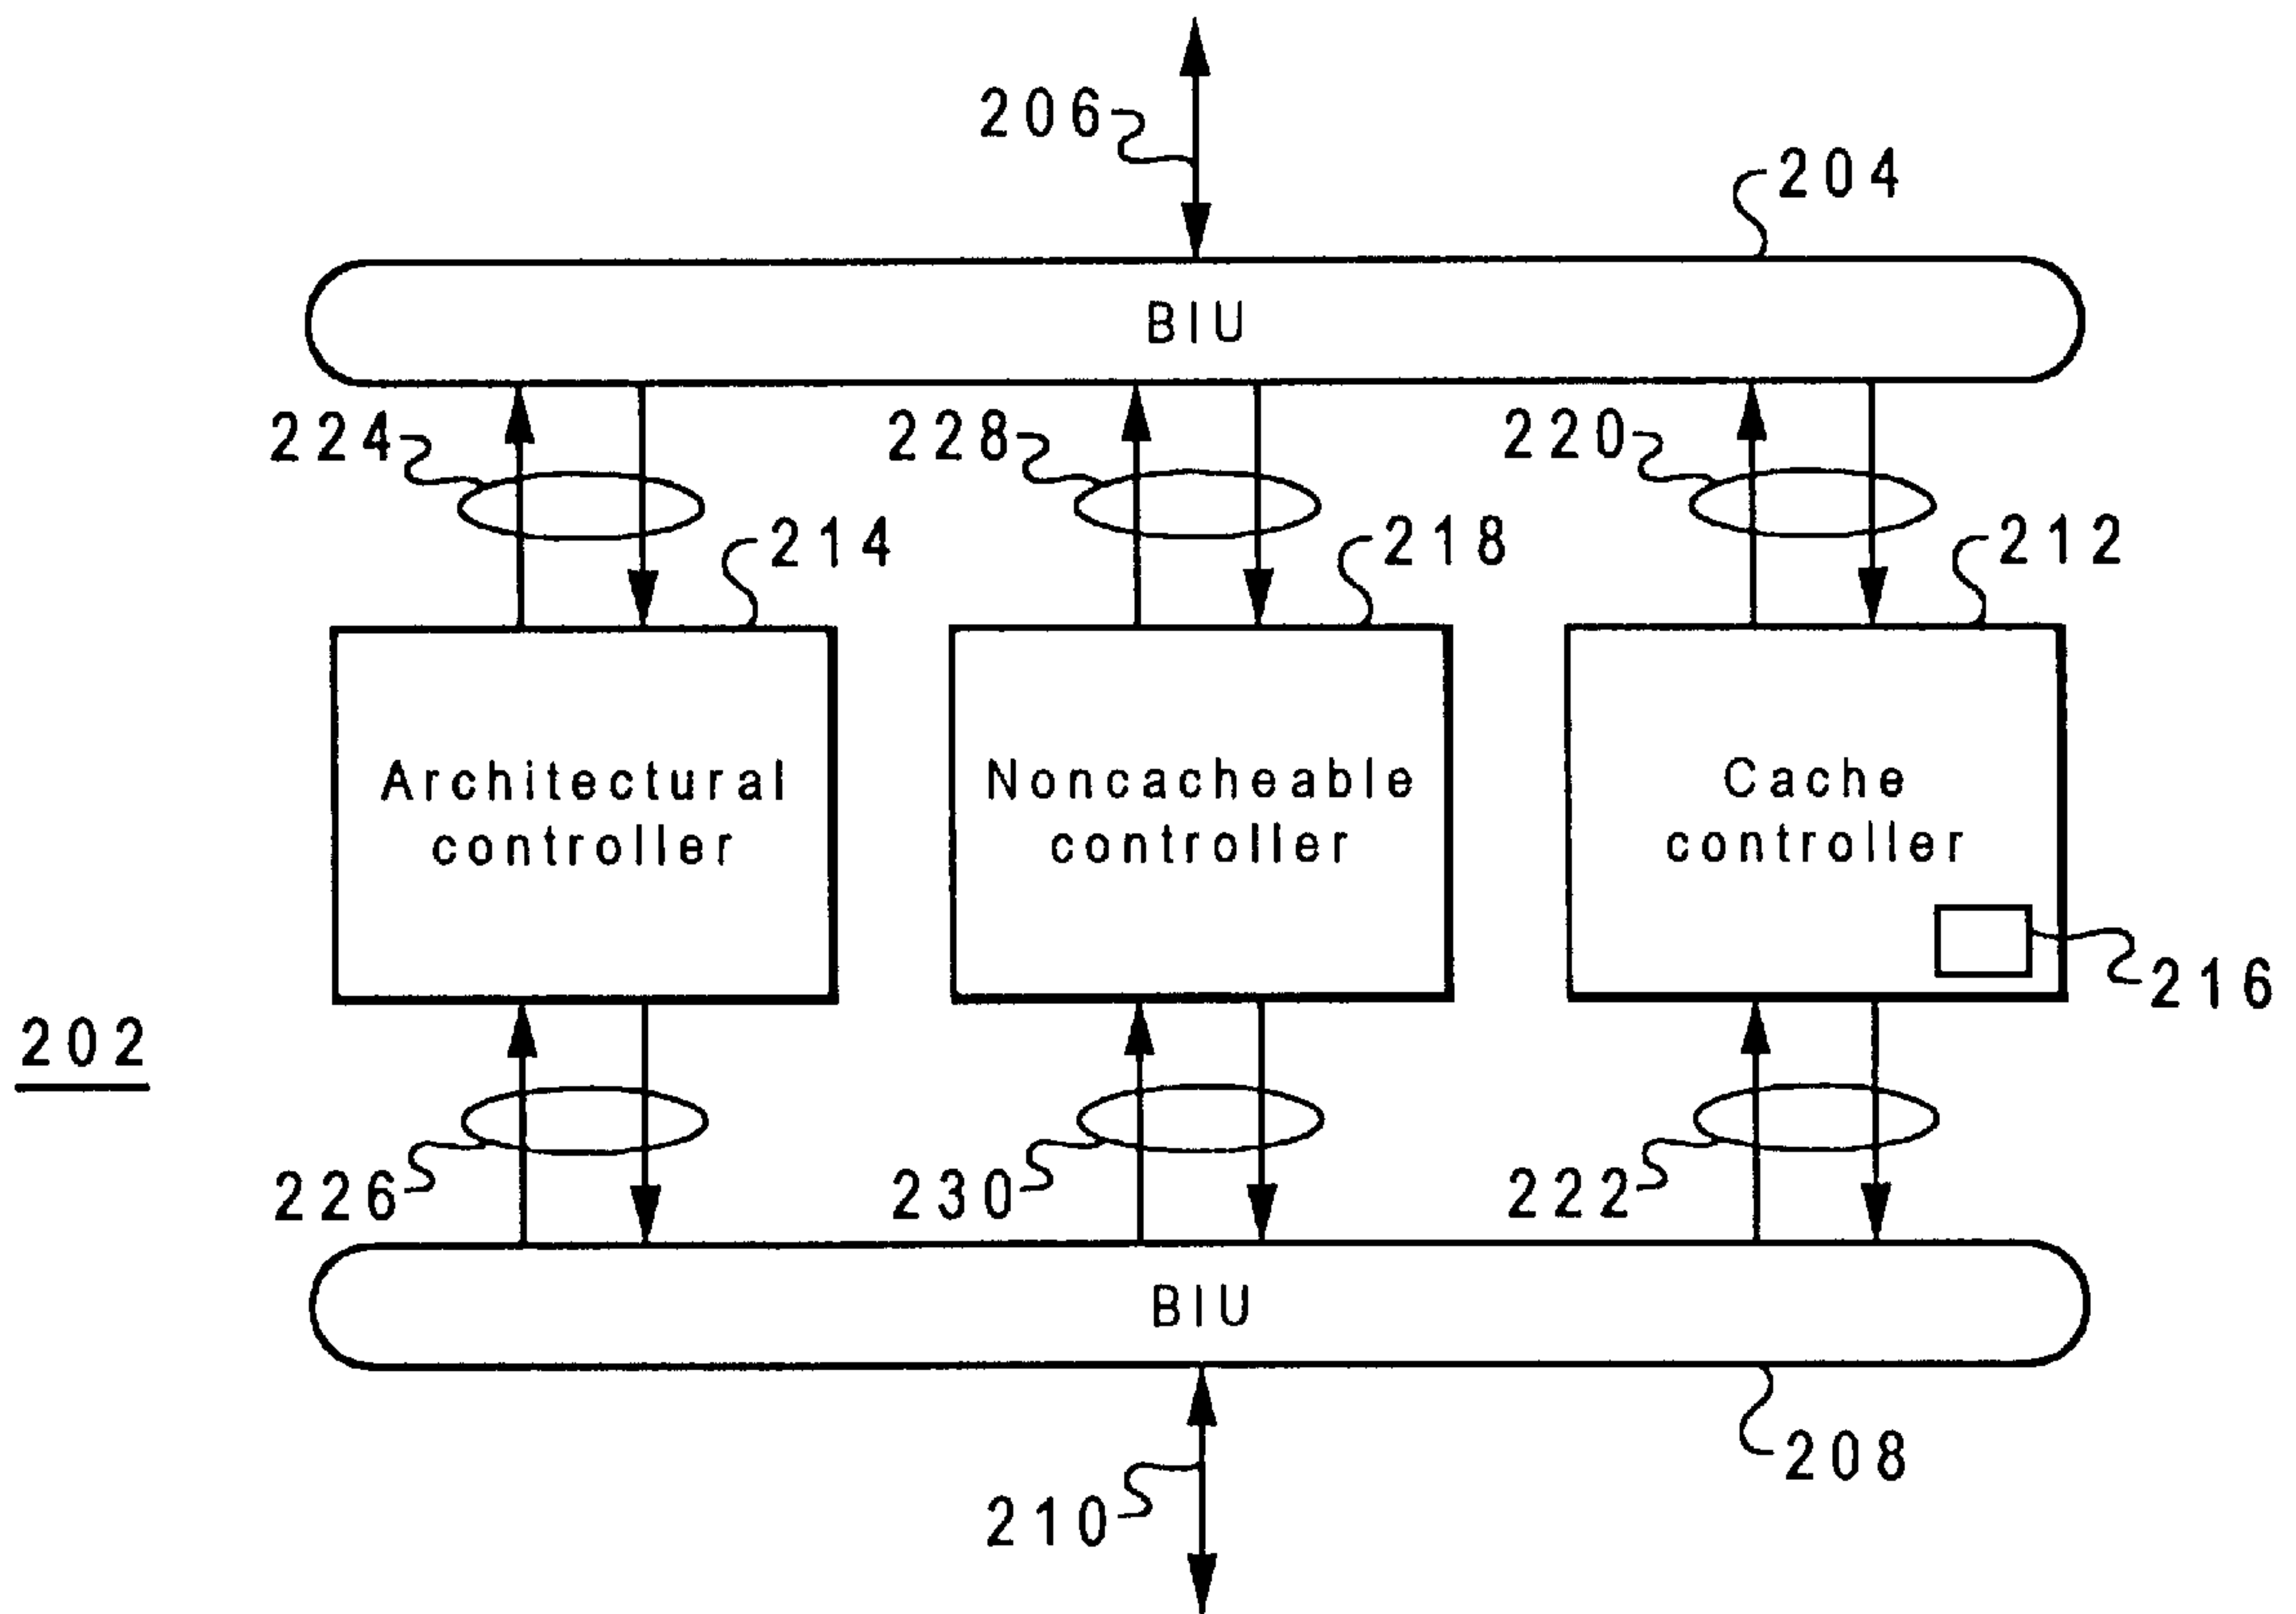 206
204
BIU
224
228
220
214
218
212
Architectural
controller
Noncacheable
controller
Cache
controller
216
202
226
230
222
BIU
208
210